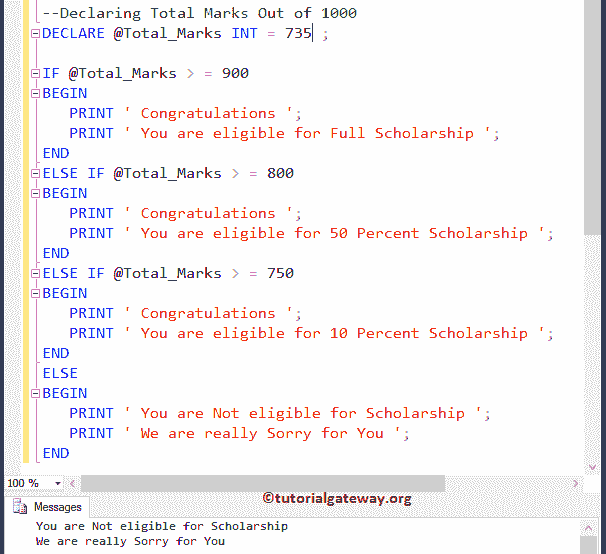 --Declaring Total Marks Out of 1000
DECLARE @Total_Marks INT = 735 ;
IF @Total_Marks > = 900
BEGIN
PRINT ' Congratulations ';
PRINT ' You are eligible for Full Scholarship ';
END
ELSE IF @Total_Marks > = 800
BEGIN
PRINT ' Congratulations ';
PRINT ' You are eligible for 50 Percent Scholarship ';
END
ELSE IF @Total_Marks > = 750
BEGIN
PRINT ' Congratulations ';
PRINT ' You are eligible for 10 Percent Scholarship ';
END
ELSE
BEGIN
PRINT ' You are Not eligible for Scholarship ';
PRINT ' We are really Sorry for You ';
END
100 %
©tutorialgateway.org
Messages
You are Not eligible for Scholarship
We are really Sorry for You